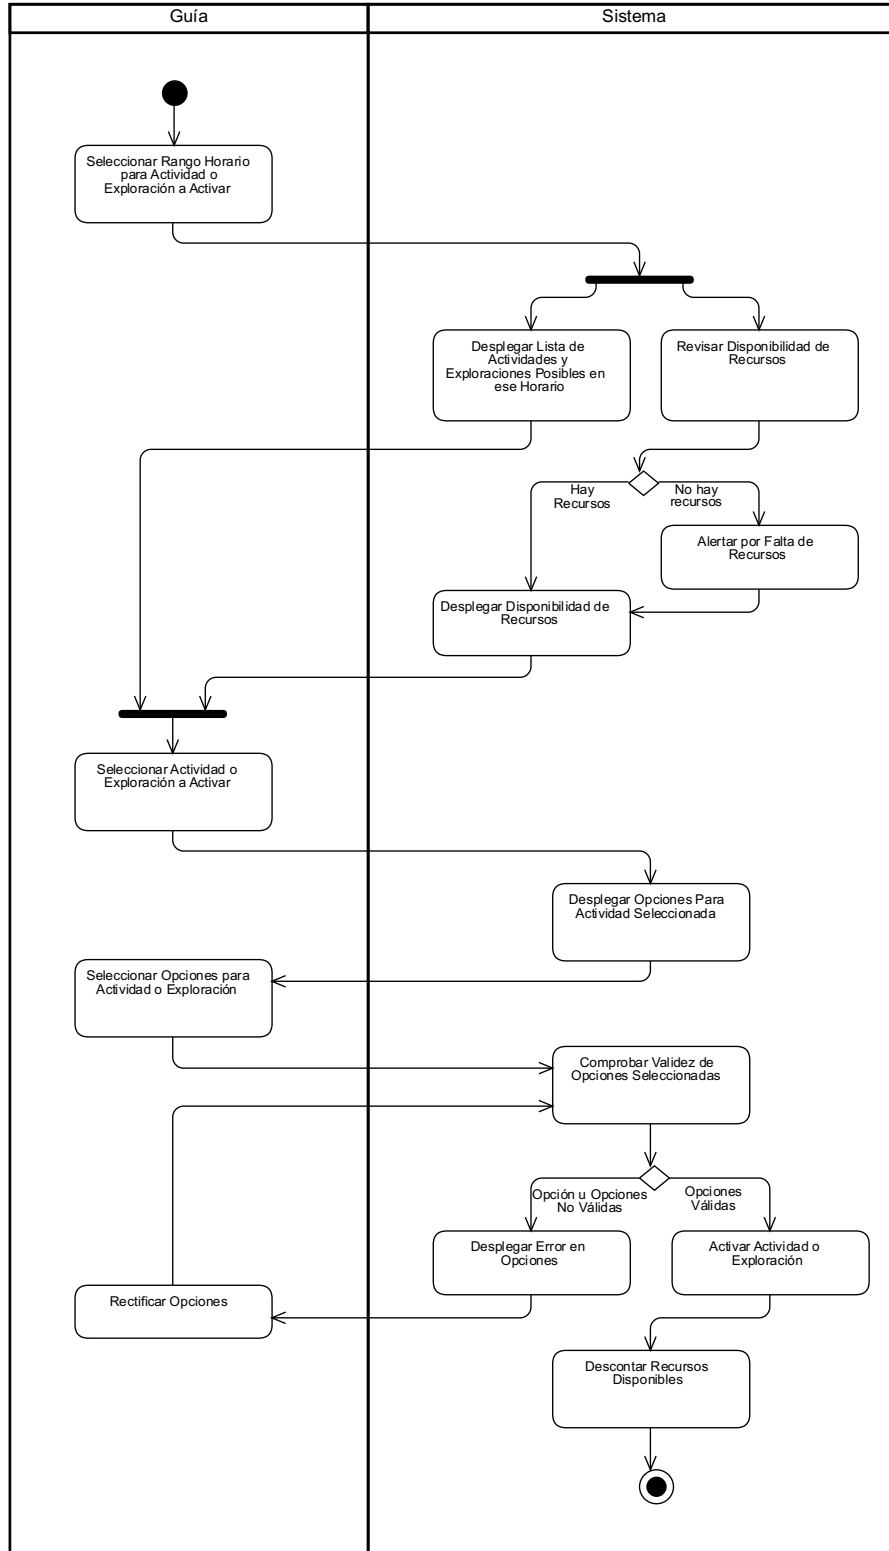 Guía
Sistema
Seleccionar Rango Horario
para Actividad o
Exploración a Activar
Desplegar Lista de
Actividades y
Exploraciones Posibles en
ese Horario
Revisar Disponibilidad de
Recursos
Hay
Recursos
No hay
recursos
Alertar por Falta de
Recursos
Desplegar Disponibilidad de
Recursos
Seleccionar Actividad o
Exploración a Activar
Desplegar Opciones Para
Actividad Seleccionada
Seleccionar Opciones para
Actividad o Exploración
Comprobar Validez de
Opciones Seleccionadas
Opción u Opciones
No Válidas
Opciones
Válidas
Desplegar Error en
Opciones
Activar Actividad o
Exploración
Rectificar Opciones
Descontar Recursos
Disponibles